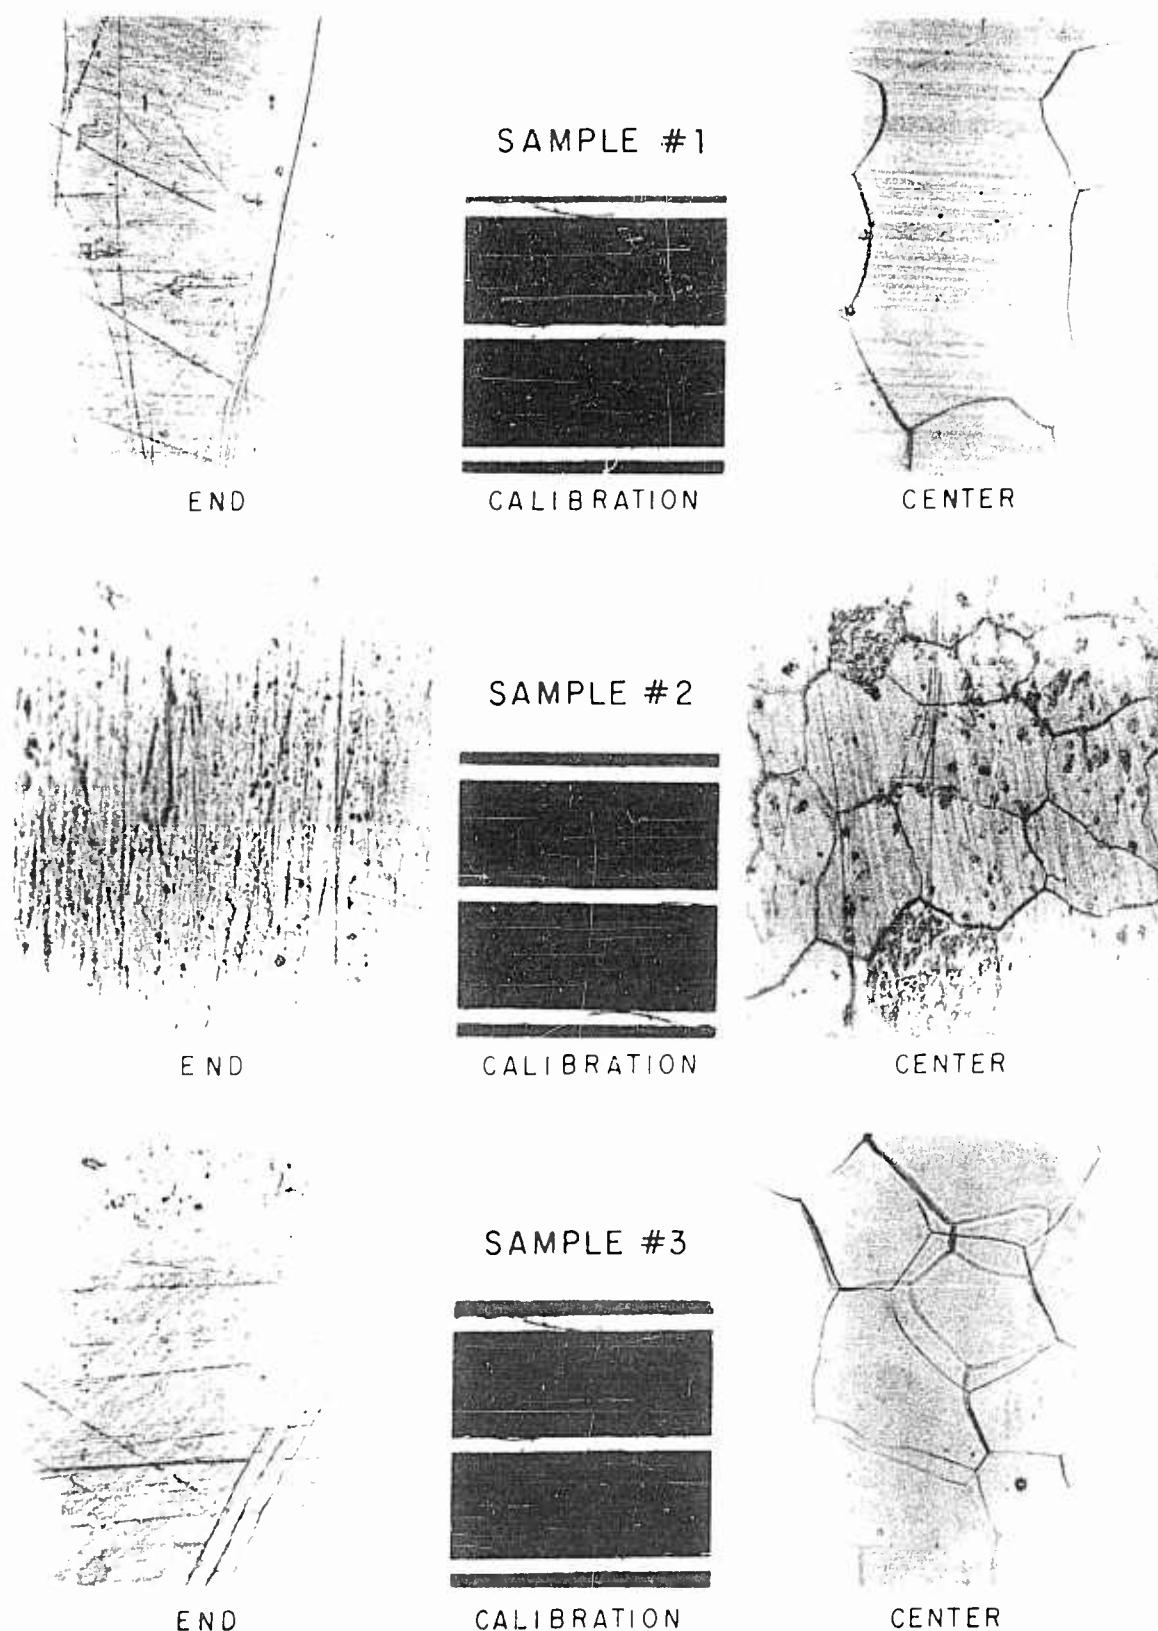 SAMPLE #1
END
CALIBRATION
CENTER
SAMPLE #2
END
CALIBRATION
CENTER
SAMPLE #3
END
CALIBRATION
CENTER